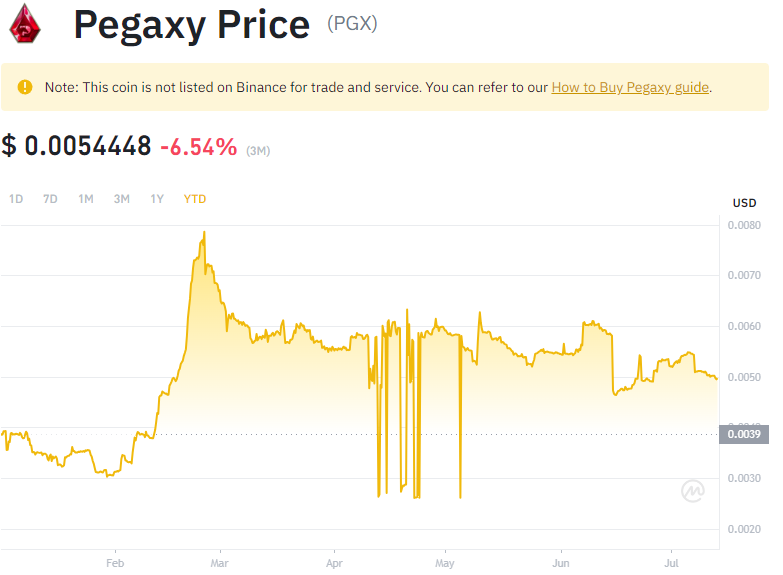 Pegaxy Price (PGX)
Note: This coin is not listed on Binance for trade and service. You can refer to our How to Buy Pegaxy guide.
$ 0.0054448 -6.54% (3M)
1D 7D 1M 3M 1Y YTD
USD
0.0080
0.0070
0.0060
0.0050
0.0039
0.0030
0.0020
Feb Mar Apr May Jun Jul